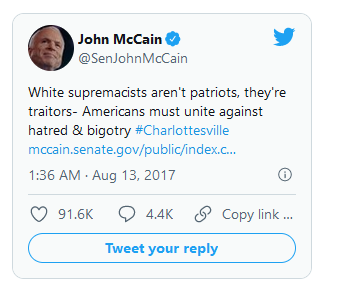 John McCain
@SenJohnMcCain
White supremacists aren't patriots, they're
traitors- Americans must unite against
hatred & bigotry #Charlottesville
mccain.senate.gov/public/index.c...
1:36 AM · Aug 13, 2017
91.6K 4.4K Copy link ...
Tweet your reply